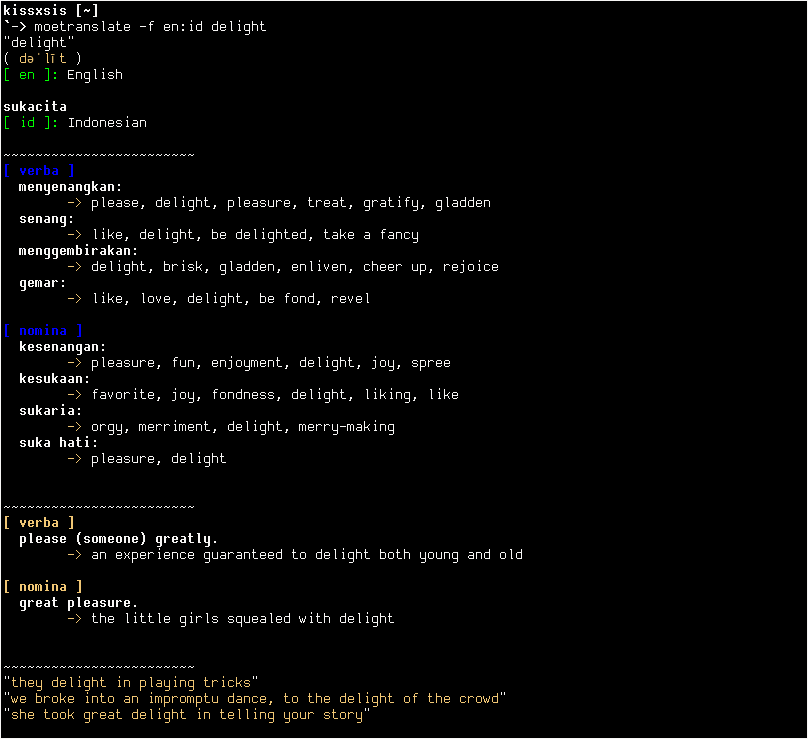 kissxsis [~]
`-> moetranslate -f en:id delight
"delight"
( dəˈlīt )
[ en ]: English
sukacita
[ id ]: Indonesian
~~~~~~~~~~~~~~~~~~~~~~~~
[ verba ]
menyenangkan:
-> please, delight, pleasure, treat, gratify, gladden
senang:
-> like, delight, be delighted, take a fancy
menggembirakan:
-> delight, brisk, gladden, enliven, cheer up, rejoice
gemar:
-> like, love, delight, be fond, revel
[ nomina ]
kesenangan:
-> pleasure, fun, enjoyment, delight, joy, spree
kesukaan:
-> favorite, joy, fondness, delight, liking, like
sukaria:
-> orgy, merriment, delight, merry-making
suka hati:
-> pleasure, delight
~~~~~~~~~~~~~~~~~~~~~~~~
[ verba ]
please (someone) greatly.
-> an experience guaranteed to delight both young and old
[ nomina ]
great pleasure.
-> the little girls squealed with delight
~~~~~~~~~~~~~~~~~~~~~~~~
"they delight in playing tricks"
"we broke into an impromptu dance, to the delight of the crowd"
"she took great delight in telling your story"